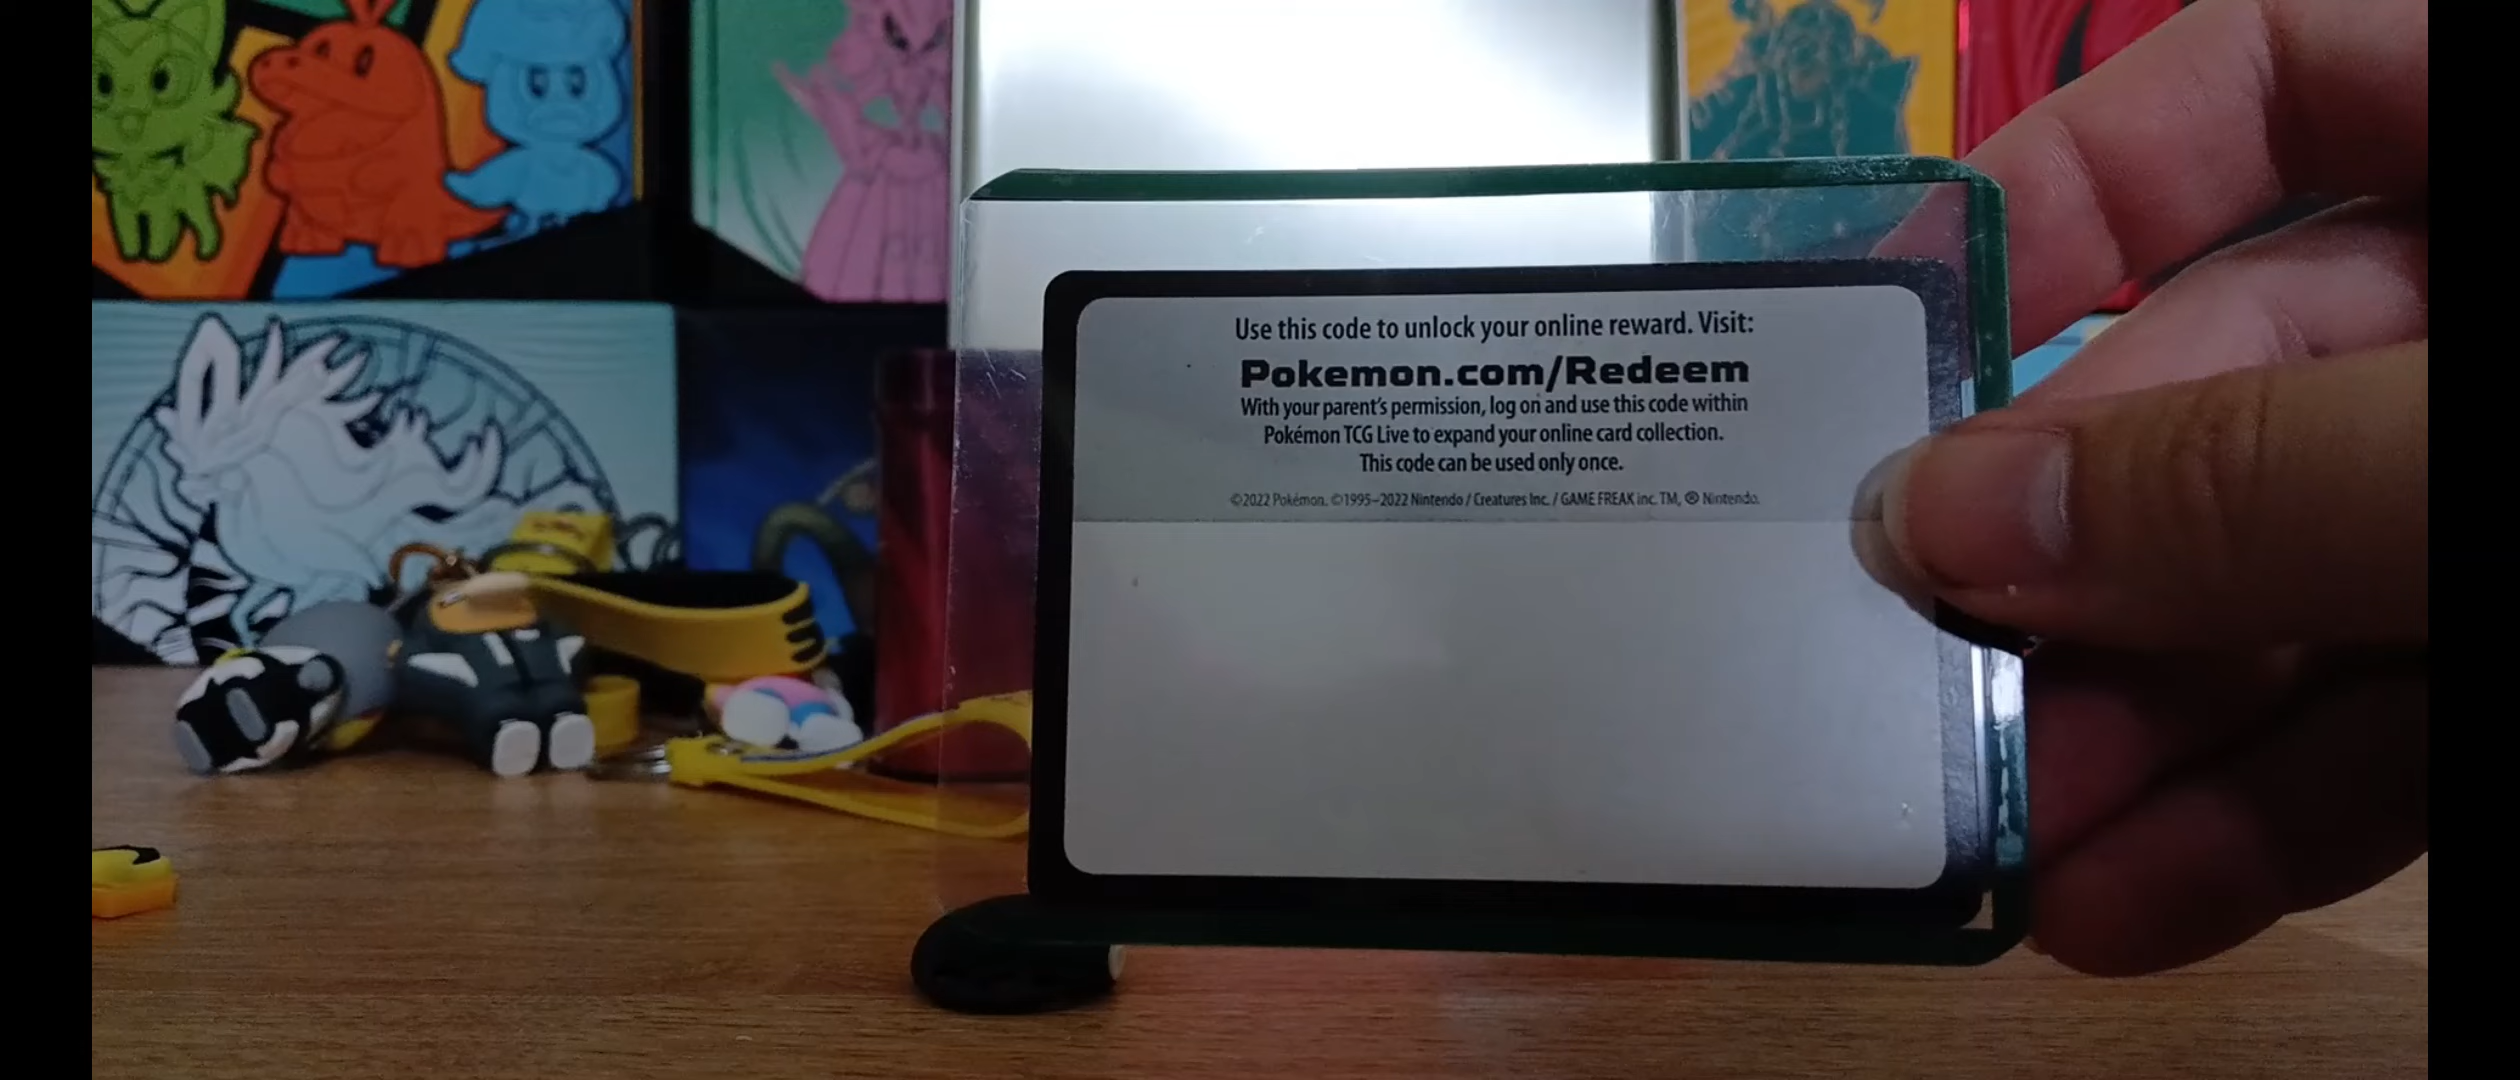 Use this code to unlock your online reward. Visit:
Pokemon.com/Redeem
With your parent's permission, log on and use this code within
Pokémon TCG Live to expand your online card collection.
This code can be used only once.
©2022 Pokémon. ©1995–2022 Nintendo / Creatures Inc. / GAME FREAK inc. TM, ® Nintendo.